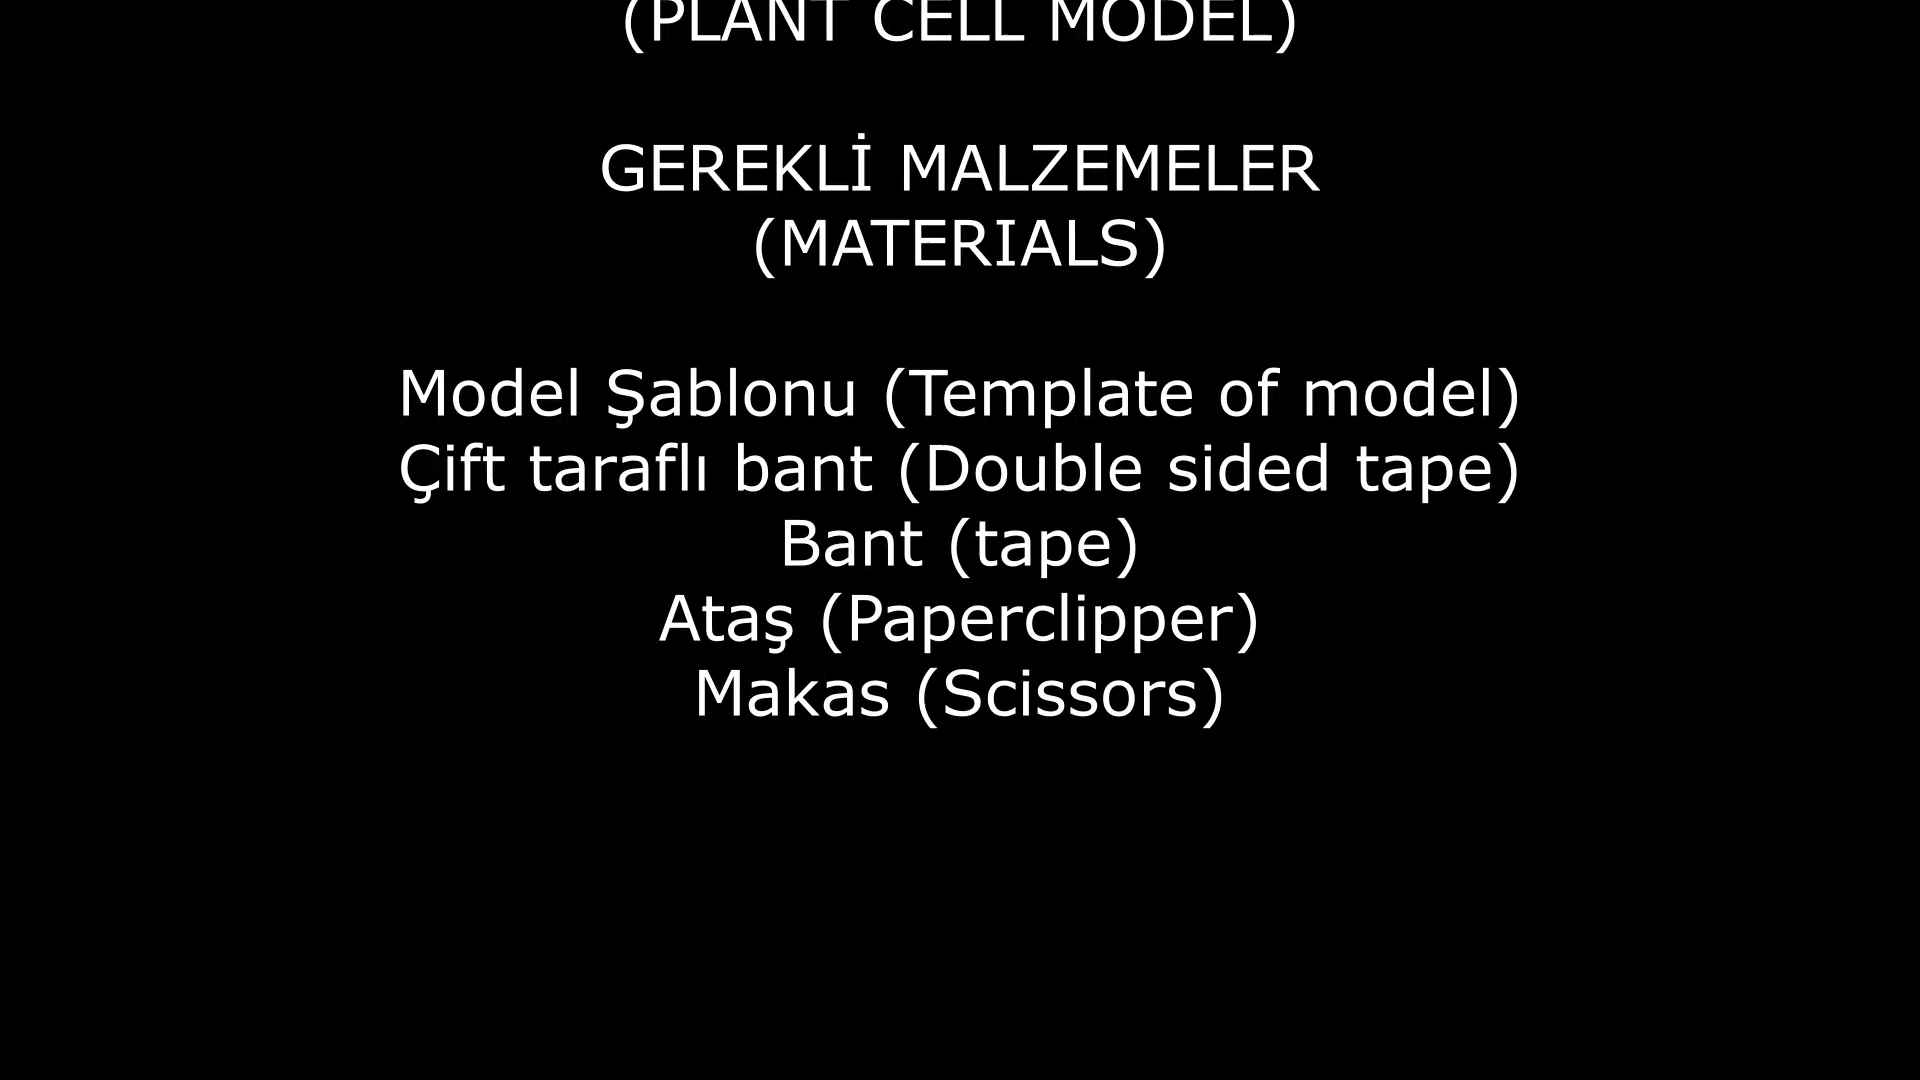 (PLANT CELL MODEL)
GEREKLİ MALZEMELER
(MATERIALS)
Model Şablonu (Template of model)
Çift taraflı bant (Double sided tape)
Bant (tape)
Ataş (Paperclipper)
Makas (Scissors)